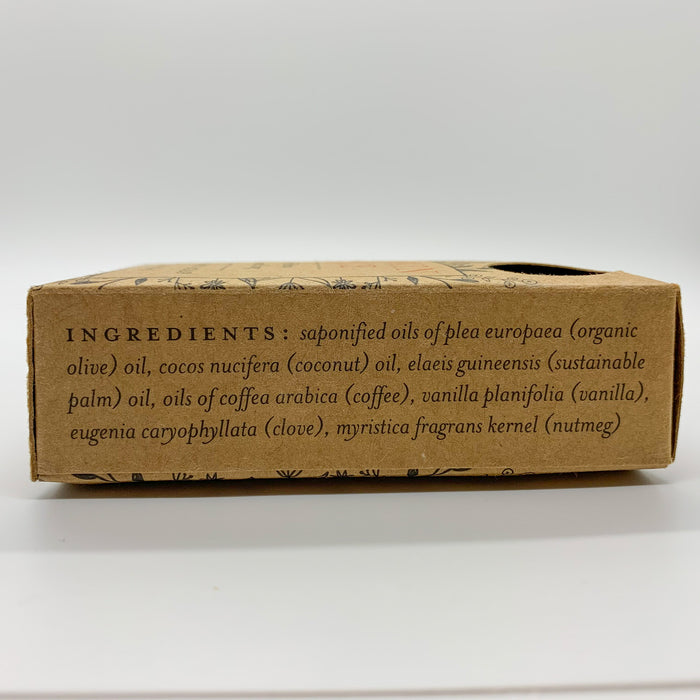 INGREDIENTS: saponified oils of plea europaea (organic
olive) oil, cocos nucifera (coconut) oil, elaeis guineensis (sustainable
palm) oil, oils of coffea arabica (coffee), vanilla planifolia (vanilla),
eugenia caryophyllata (clove), myristica fragrans kernel (nutmeg)